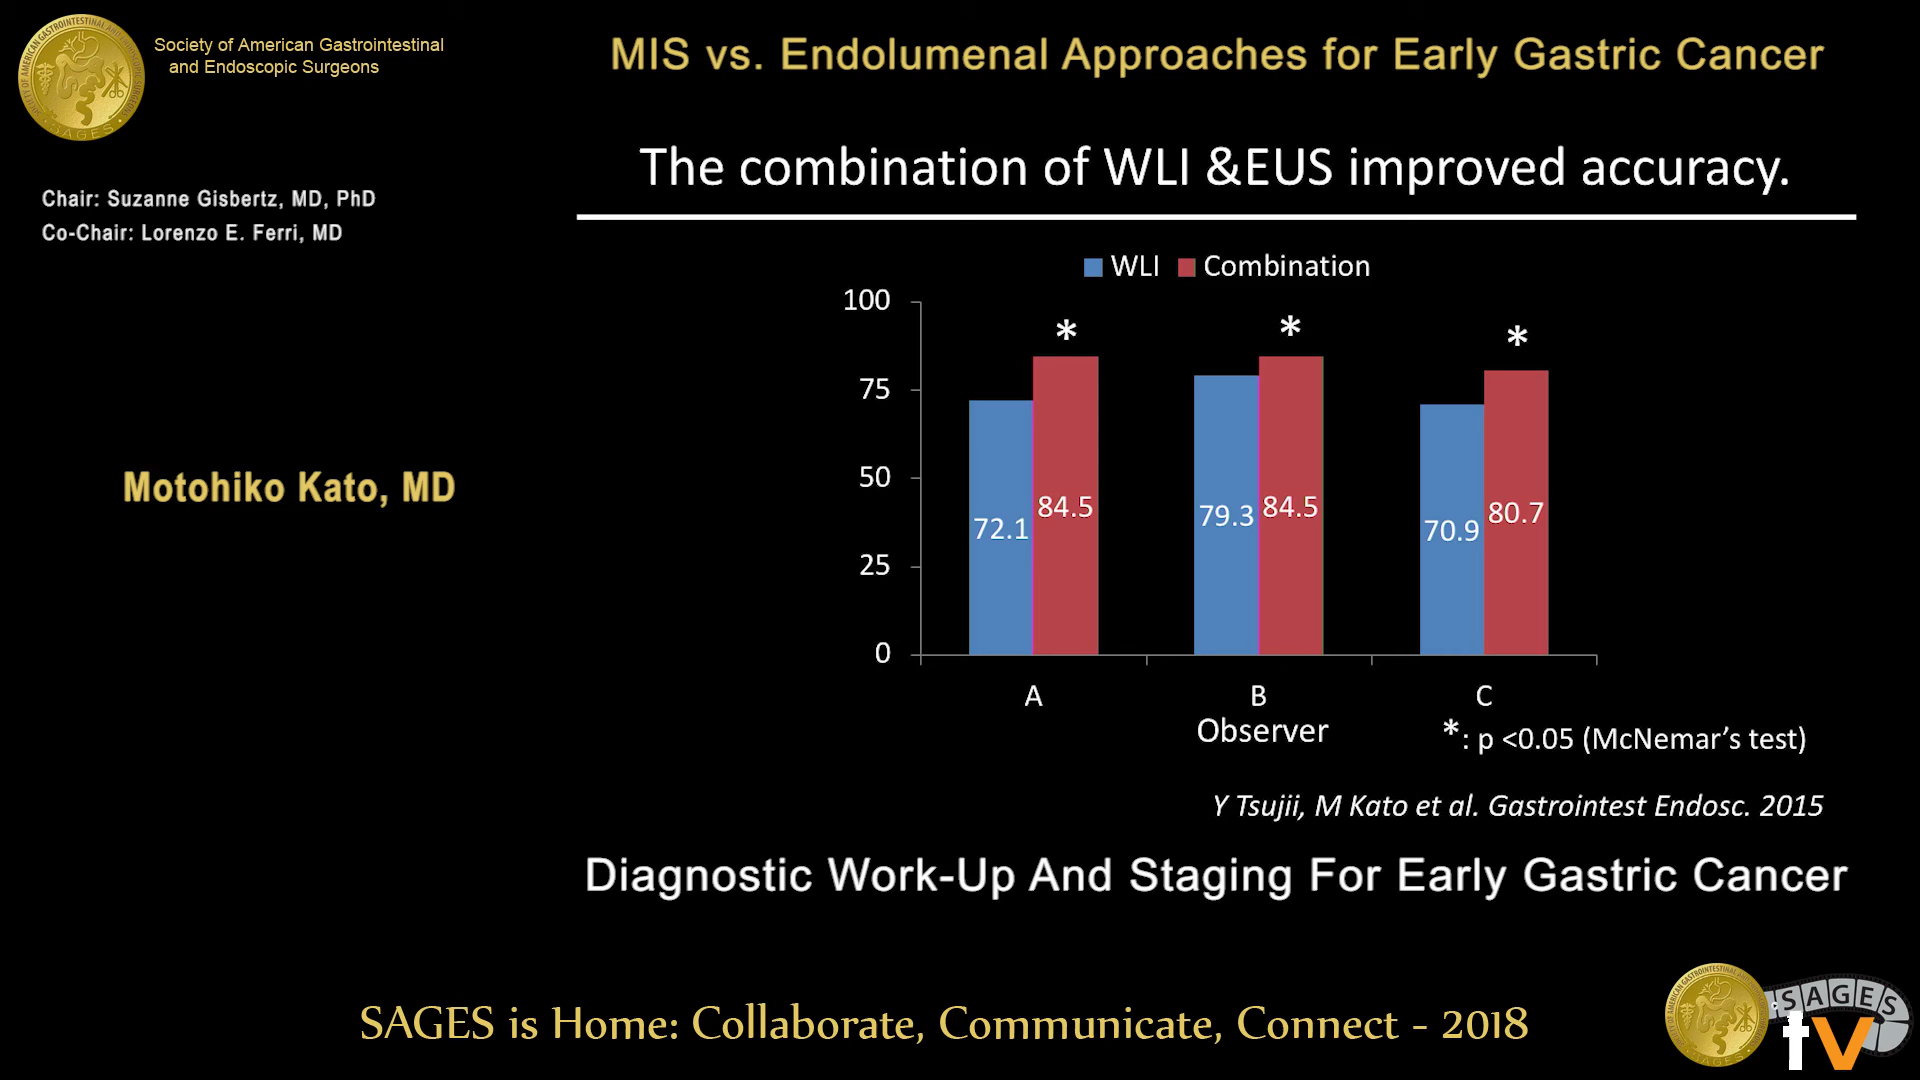 Society of American Gastrointestinal
and Endoscopic Surgeons
MIS vs. Endolumenal Approaches for Early Gastric Cancer
Chair: Suzanne Gisbertz, MD, PhD
Co-Chair: Lorenzo E. Ferri, MD
Motohiko Kato, MD
The combination of WLI &EUS improved accuracy.
WLI Combination
100
75
50
25
0
* * *
72.1 84.5 79.3 84.5 70.9 80.7
A B C
Observer
*: p <0.05 (McNemar's test)
Y Tsujii, M Kato et al. Gastrointest Endosc. 2015
Diagnostic Work-Up And Staging For Early Gastric Cancer
SAGES is Home: Collaborate, Communicate, Connect - 2018
SAGES
tv